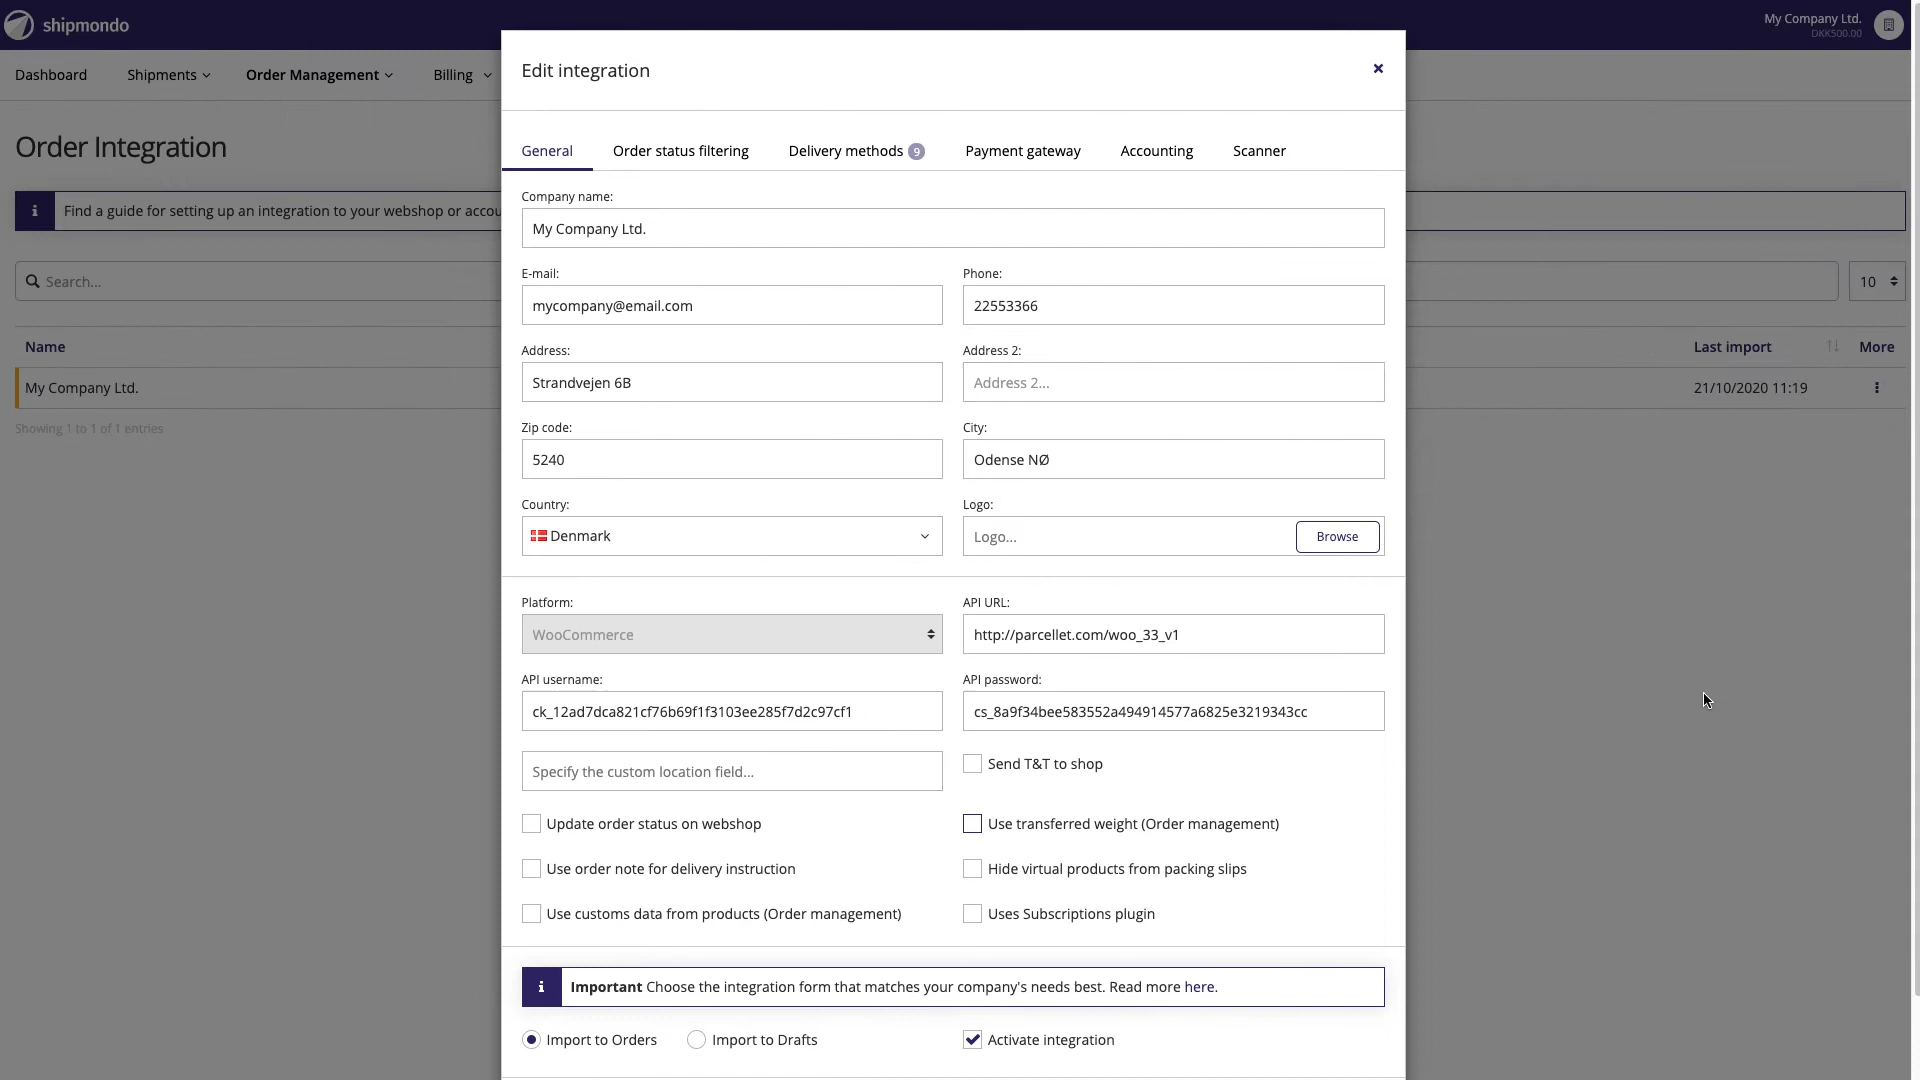 shipmondo
My Company Ltd.
DKK500.00
Dashboard
Shipments
Order Management
Billing
Order Integration
Find a guide for setting up an integration to your webshop or accou
Search...
10
Name
Last import
More
My Company Ltd.
21/10/2020 11:19
Showing 1 to 1 of 1 entries
Edit integration
General
Order status filtering
Delivery methods 9
Payment gateway
Accounting
Scanner
Company name:
My Company Ltd.
E-mail:
Phone:
mycompany@email.com
22553366
Address:
Address 2:
Strandvejen 6B
Address 2...
Zip code:
City:
5240
Odense NØ
Country:
Logo:
Denmark
Logo...
Browse
Platform:
API URL:
WooCommerce
http://parcellet.com/woo_33_v1
API username:
API password:
ck_12ad7dca821cf76b69f1f3103ee285f7d2c97cf1
cs_8a9f34bee583552a494914577a6825e3219343cc
Specify the custom location field...
Send T&T to shop
Update order status on webshop
Use transferred weight (Order management)
Use order note for delivery instruction
Hide virtual products from packing slips
Use customs data from products (Order management)
Uses Subscriptions plugin
Important Choose the integration form that matches your company's needs best. Read more here.
Import to Orders
Import to Drafts
Activate integration